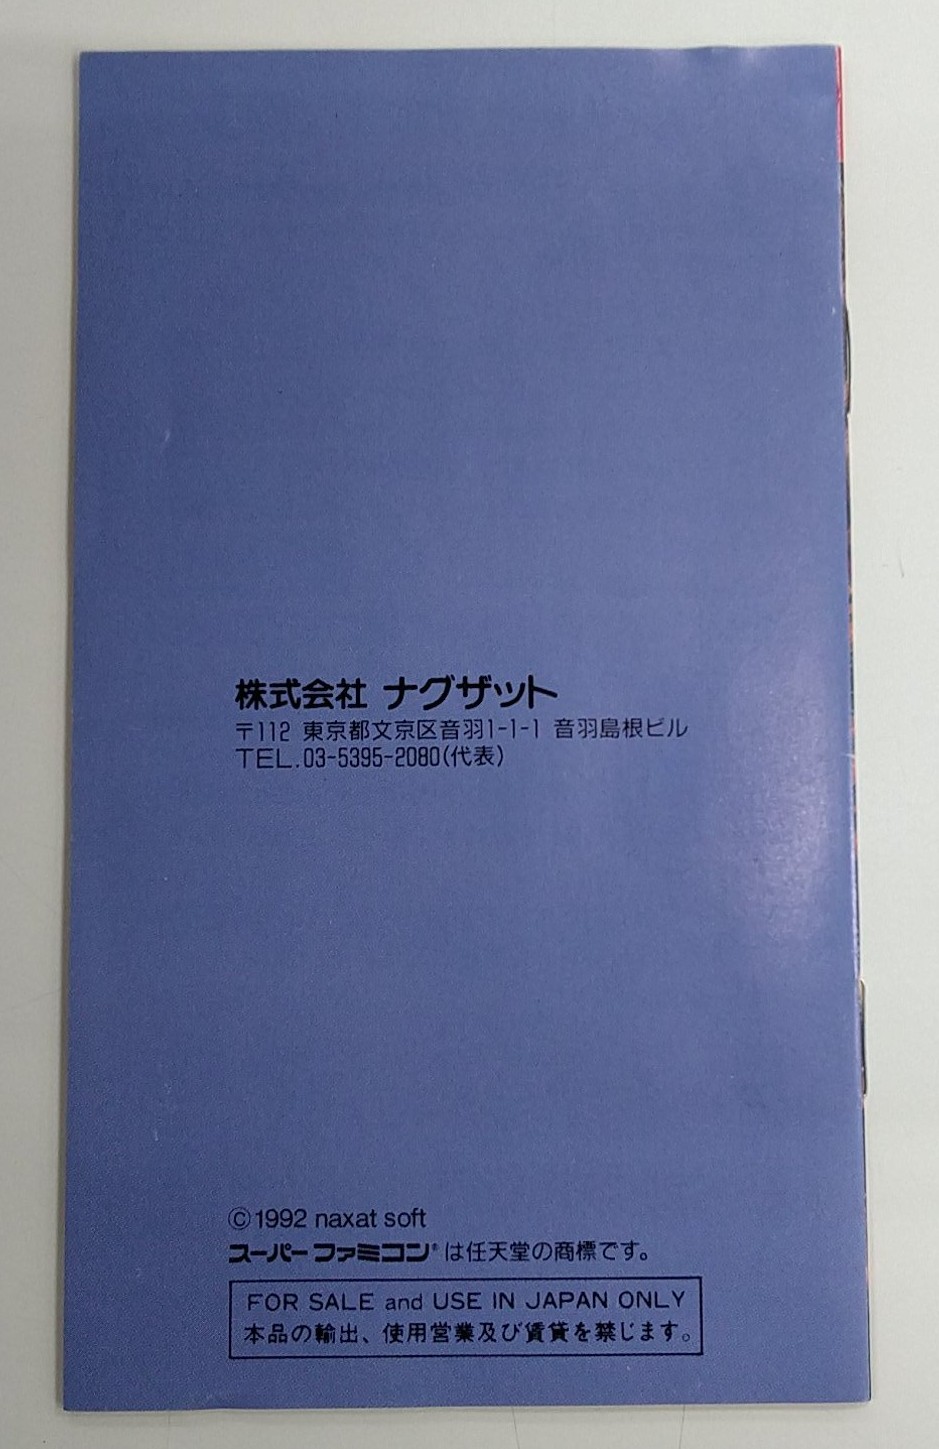 株式会社 ナグザット
〒112 東京都文京区音羽1-1-1 音羽島根ビル
TEL.03-5395-2080(代表)
©1992 naxat soft
スーパーファミコン®は任天堂の商標です。
FOR SALE and USE IN JAPAN ONLY
本品の輸出、使用営業及び賃貸を禁じます。